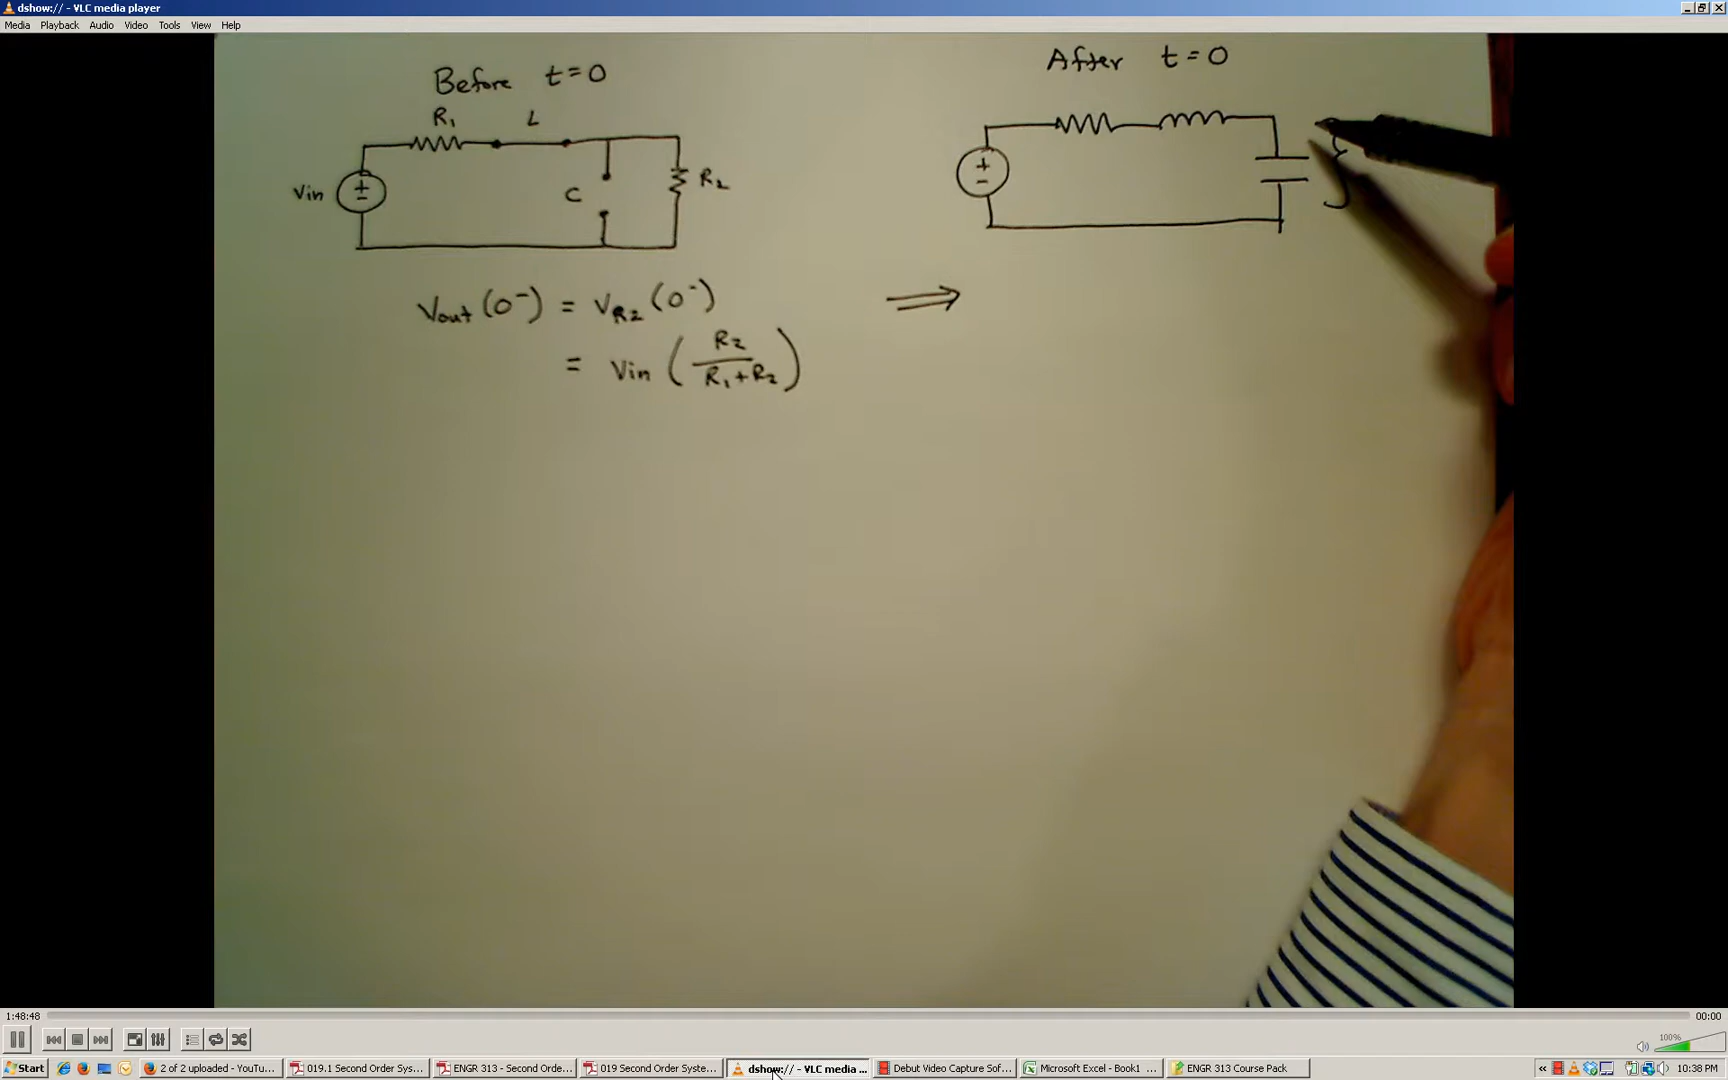 dshow:// - VLC media player
Media Playback Audio Video Tools View Help
Before t=0
After t=0
R₁ L
Vin + − C R₂
+ −
Vout(0⁻) = VR2(0⁻) ⟹
= Vin (R2 / R1+R2)
1:48:48 00:00
100%
Start 2 of 2 uploaded - YouTu... 019.1 Second Order Sys... ENGR 313 - Second Orde... 019 Second Order Syste... dshow:// - VLC media ... Debut Video Capture Sof... Microsoft Excel - Book1 ... ENGR 313 Course Pack « 10:38 PM